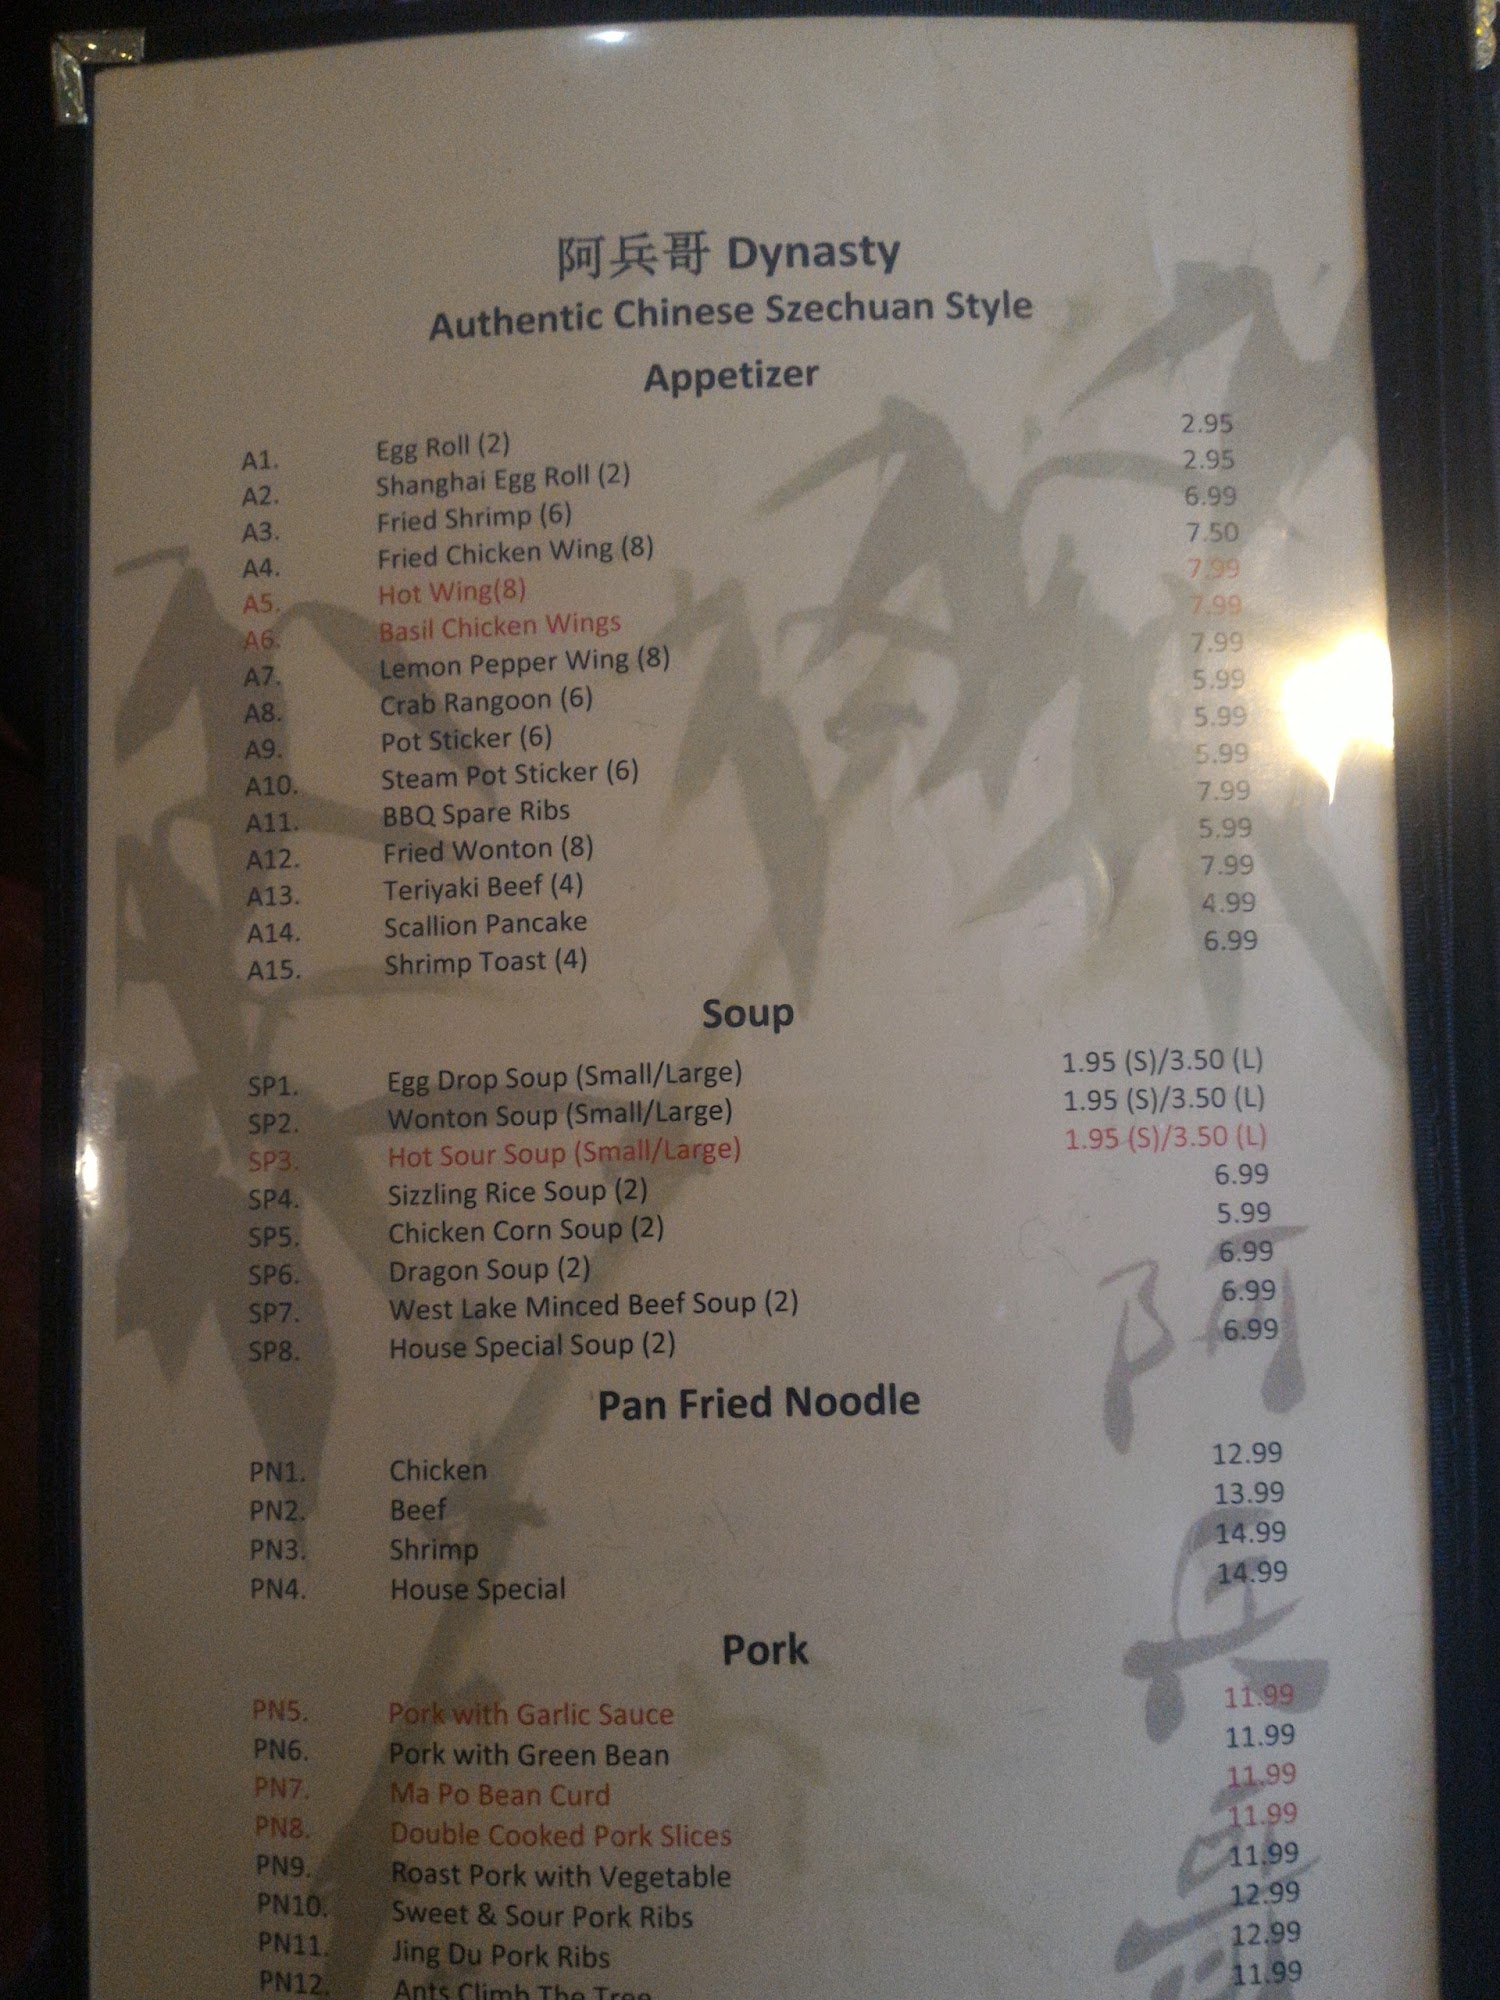 阿兵哥 Dynasty
Authentic Chinese Szechuan Style
Appetizer
A1. Egg Roll (2) 2.95
A2. Shanghai Egg Roll (2) 2.95
A3. Fried Shrimp (6) 6.99
A4. Fried Chicken Wing (8) 7.50
A5. Hot Wing(8) 7.99
A6. Basil Chicken Wings 7.99
A7. Lemon Pepper Wing (8) 7.99
A8. Crab Rangoon (6) 5.99
A9. Pot Sticker (6) 5.99
A10. Steam Pot Sticker (6) 5.99
A11. BBQ Spare Ribs 7.99
A12. Fried Wonton (8) 5.99
A13. Teriyaki Beef (4) 7.99
A14. Scallion Pancake 4.99
A15. Shrimp Toast (4) 6.99
Soup
SP1. Egg Drop Soup (Small/Large) 1.95 (S)/3.50 (L)
SP2. Wonton Soup (Small/Large) 1.95 (S)/3.50 (L)
SP3. Hot Sour Soup (Small/Large) 1.95 (S)/3.50 (L)
SP4. Sizzling Rice Soup (2) 6.99
SP5. Chicken Corn Soup (2) 5.99
SP6. Dragon Soup (2) 6.99
SP7. West Lake Minced Beef Soup (2) 6.99
SP8. House Special Soup (2) 6.99
Pan Fried Noodle
PN1. Chicken 12.99
PN2. Beef 13.99
PN3. Shrimp 14.99
PN4. House Special 14.99
Pork
PN5. Pork with Garlic Sauce 11.99
PN6. Pork with Green Bean 11.99
PN7. Ma Po Bean Curd 11.99
PN8. Double Cooked Pork Slices 11.99
PN9. Roast Pork with Vegetable 11.99
PN10. Sweet & Sour Pork Ribs 12.99
PN11. Jing Du Pork Ribs 12.99
PN12. Ants Climb The Tree 11.99
阿兵哥